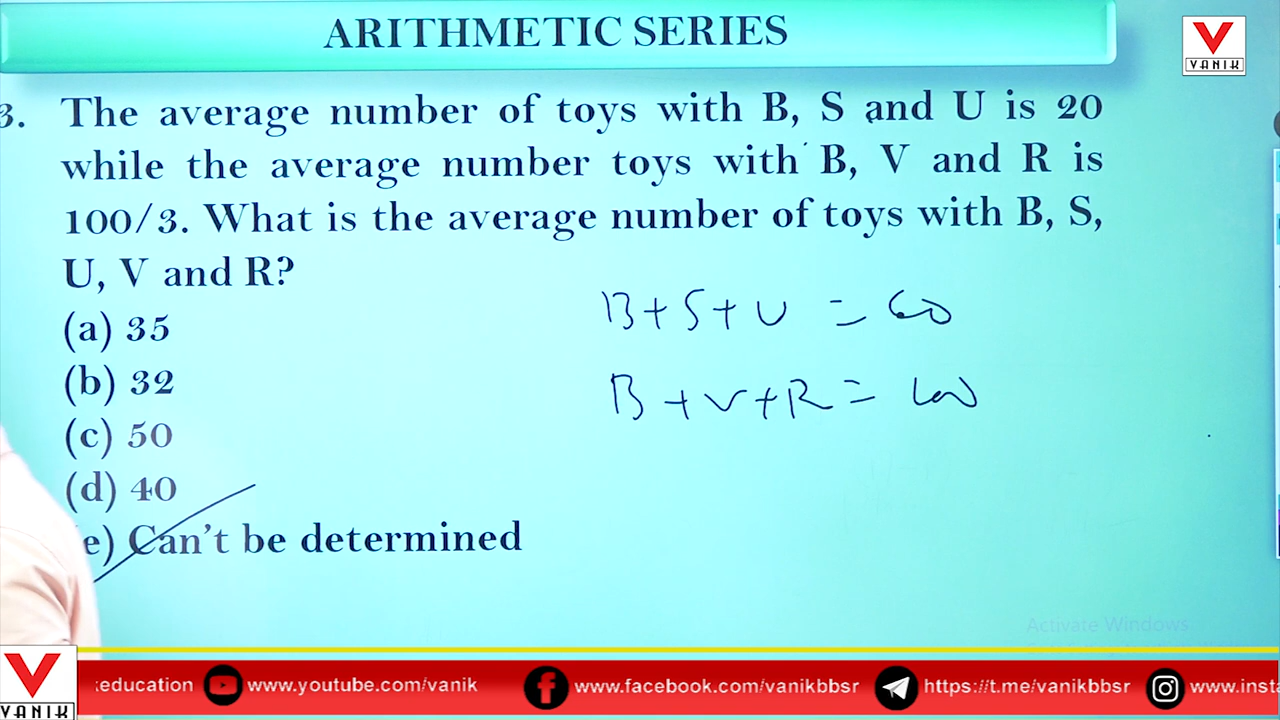 ARITHMETIC SERIES
VANIK
3. The average number of toys with B, S and U is 20
while the average number toys with B, V and R is
100/3. What is the average number of toys with B, S,
U, V and R?
(a) 35
(b) 32
(c) 50
(d) 40
e) Can't be determined
B+S+U = 60
B+V+R= 100
Activate Windows
VANIK
:education
www.youtube.com/vanik
www.facebook.com/vanikbbsr
https://t.me/vanikbbsr
www.insta